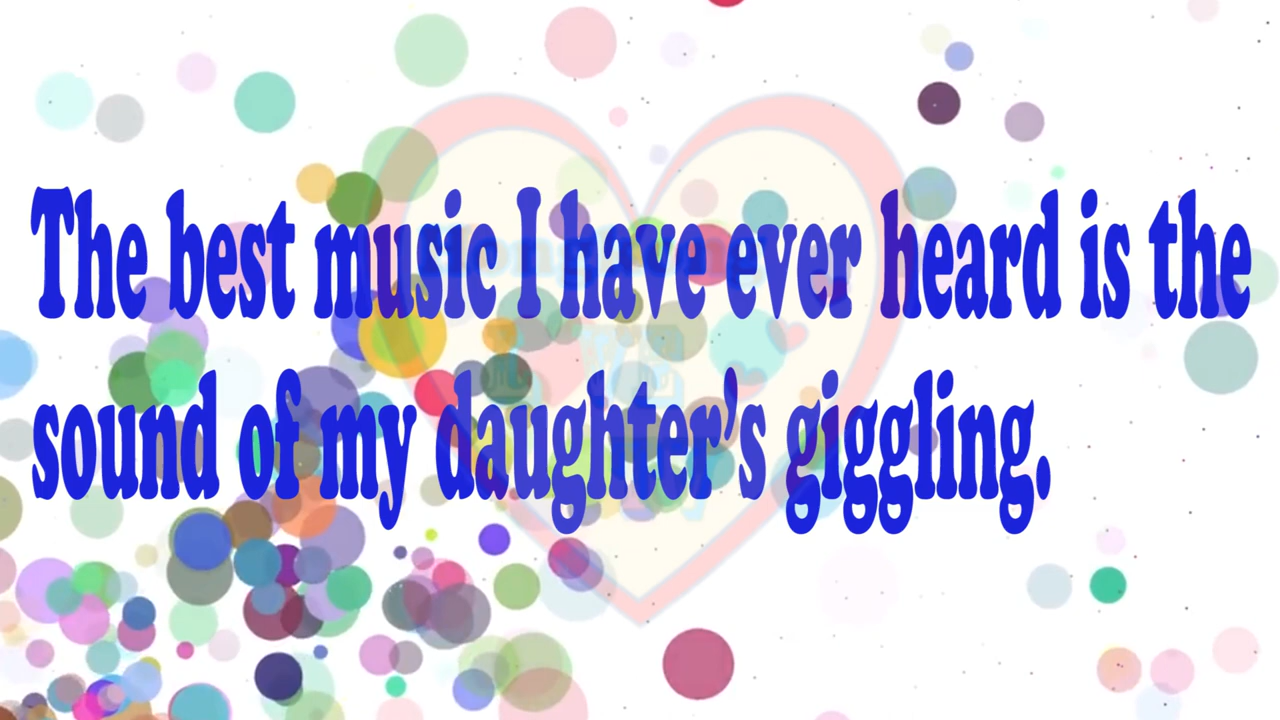 The best music I have ever heard is the
sound of my daughter's giggling.